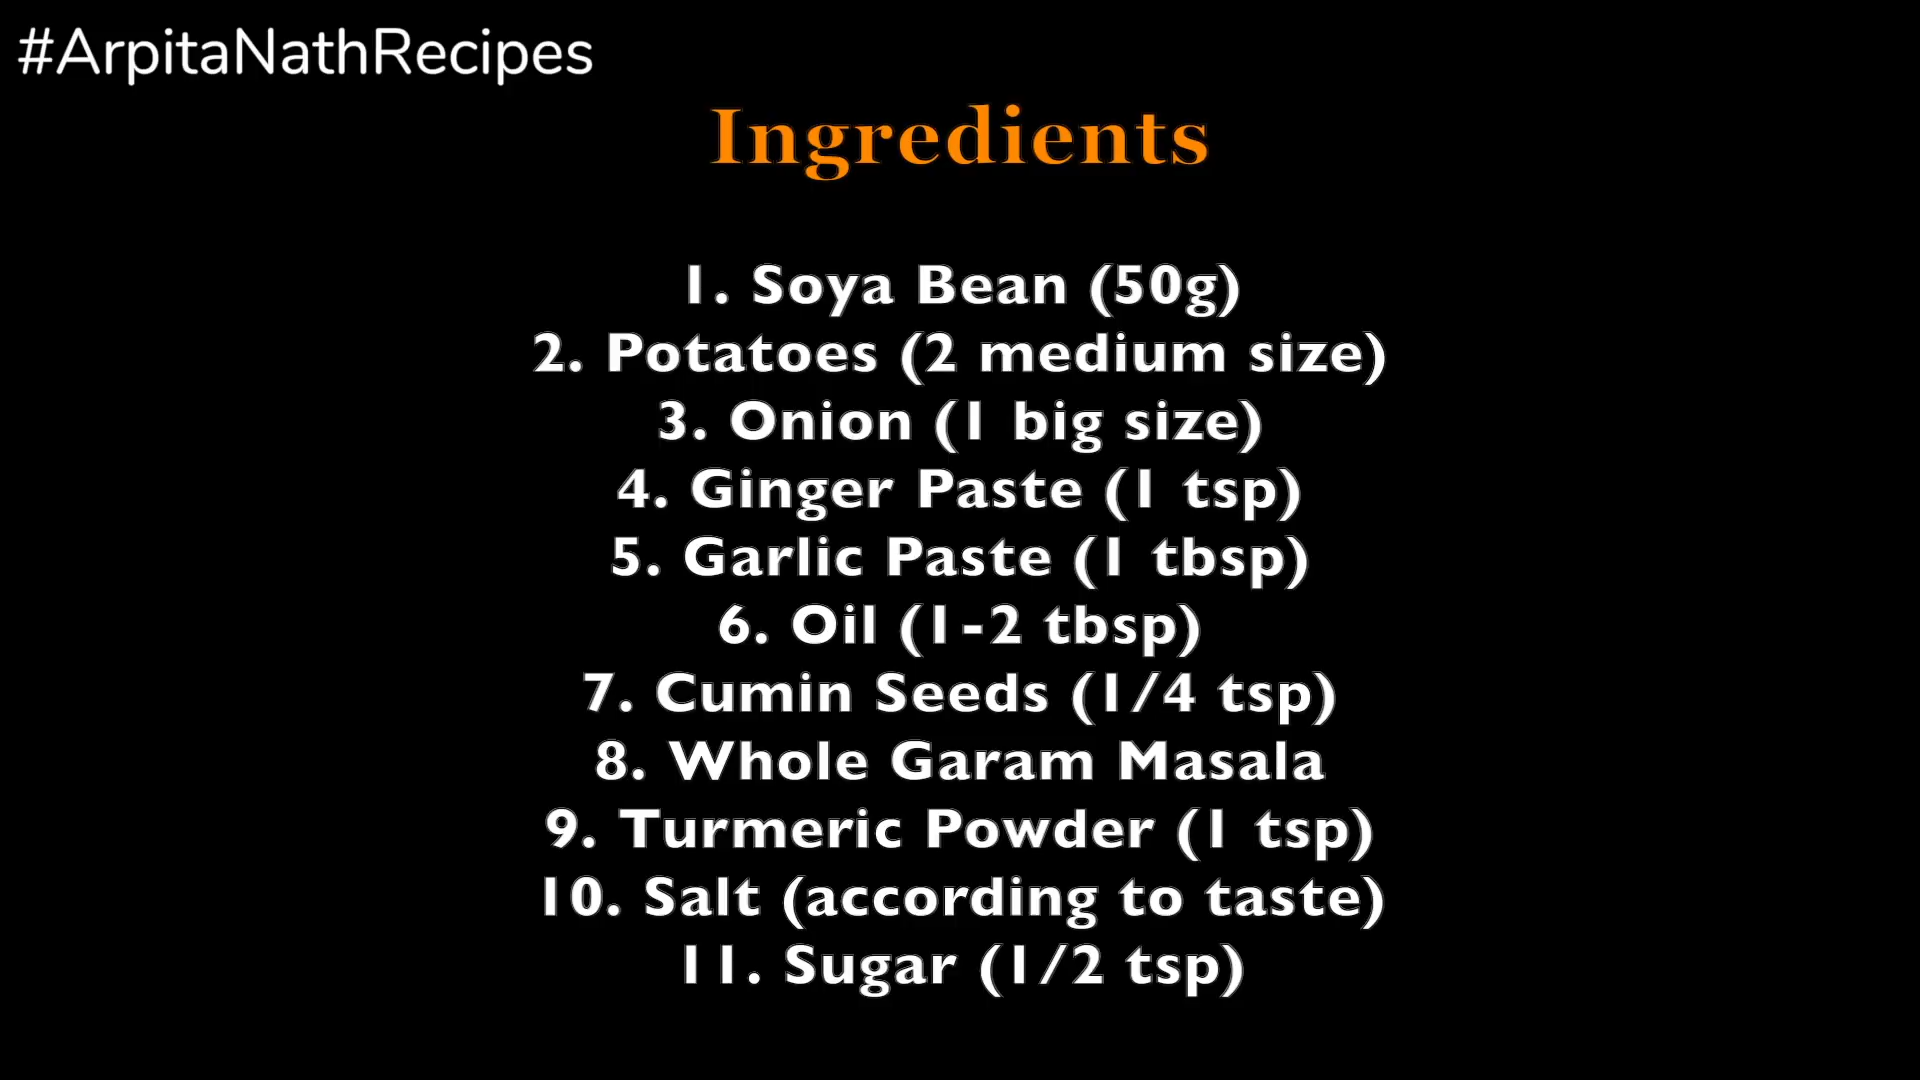 #ArpitaNathRecipes
Ingredients
1. Soya Bean (50g)
2. Potatoes (2 medium size)
3. Onion (1 big size)
4. Ginger Paste (1 tsp)
5. Garlic Paste (1 tbsp)
6. Oil (1-2 tbsp)
7. Cumin Seeds (1/4 tsp)
8. Whole Garam Masala
9. Turmeric Powder (1 tsp)
10. Salt (according to taste)
11. Sugar (1/2 tsp)